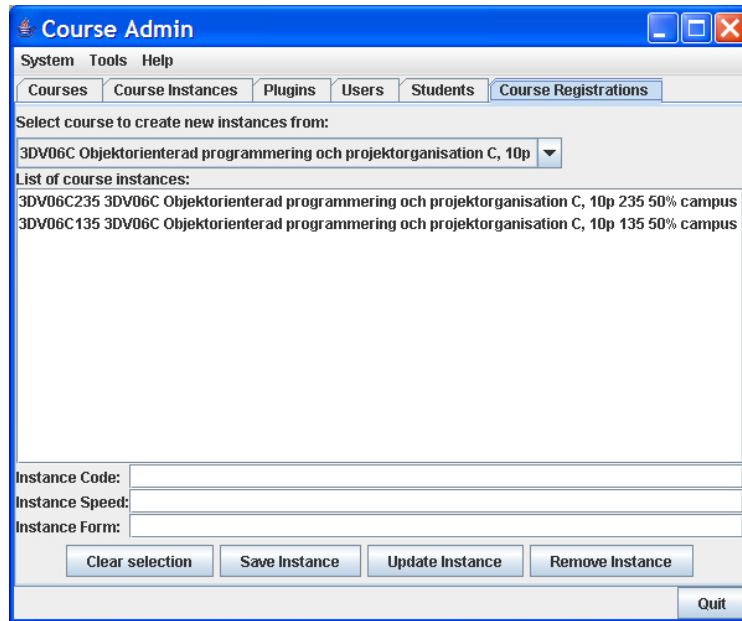 Course Admin
System Tools Help
Courses Course Instances Plugins Users Students Course Registrations
Select course to create new instances from:
3DV06C Objektorienterad programmering och projektorganisation C, 10p
List of course instances:
3DV06C235 3DV06C Objektorienterad programmering och projektorganisation C, 10p 235 50% campus
3DV06C135 3DV06C Objektorienterad programmering och projektorganisation C, 10p 135 50% campus
Instance Code:
Instance Speed:
Instance Form:
Clear selection Save Instance Update Instance Remove Instance
Quit